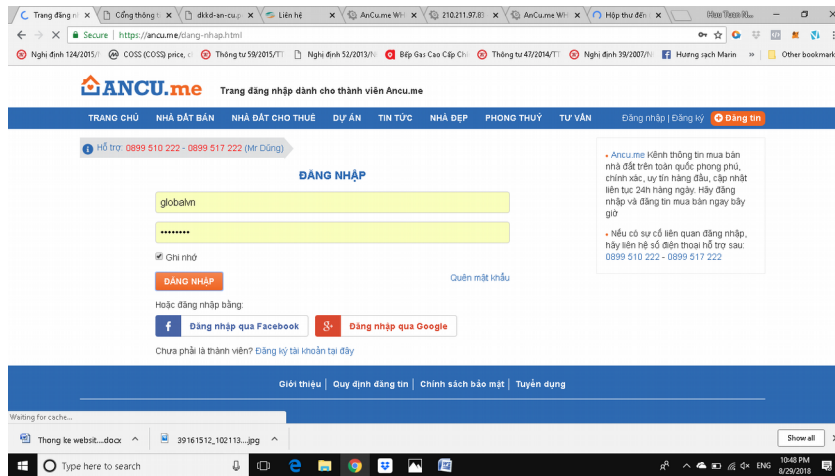 Trang đăng n
Cổng thông t
dkkd-an-cu.p
Liên hệ
AnCu.me WH
210.211.97.83
AnCu.me WH
Hộp thư đến
Secure | https://ancu.me/dang-nhap.html
Nghị định 124/2015/
COSS (COSS) price, c
Thông tư 59/2015/TT
Nghị định 52/2013/N
Bếp Gas Cao Cấp Chí
Thông tư 47/2014/TT
Nghị định 39/2007/N
Hương sạch Marin
»
Other bookmark
ANCU.me
Trang đăng nhập dành cho thành viên Ancu.me
TRANG CHỦ NHÀ ĐẤT BÁN NHÀ ĐẤT CHO THUÊ DỰ ÁN TIN TỨC NHÀ ĐẸP PHONG THUỶ TƯ VẤN Đăng nhập | Đăng ký Đăng tin
Hỗ trợ: 0899 510 222 - 0899 517 222 (Mr Dũng)
ĐĂNG NHẬP
globalvn
••••••••
Ghi nhớ
ĐĂNG NHẬP
Quên mật khẩu
Hoặc đăng nhập bằng:
f Đăng nhập qua Facebook
8+ Đăng nhập qua Google
Chưa phải là thành viên? Đăng ký tài khoản tại đây
• Ancu.me Kênh thông tin mua bán
nhà đất trên toàn quốc phong phú,
chính xác, uy tín hàng đầu, cập nhật
liên tục 24h hàng ngày. Hãy đăng
nhập và đăng tin mua bán ngay bây
giờ
• Nếu có sự cố liên quan đăng nhập,
hãy liên hệ số điện thoại hỗ trợ sau:
0899 510 222 - 0899 517 222
Giới thiệu | Quy định đăng tin | Chính sách bảo mật | Tuyển dụng
Waiting for cache...
Thong ke websit....docx
39161512_102113....jpg
Show all
Type here to search
ENG
10:48 PM
8/29/2018